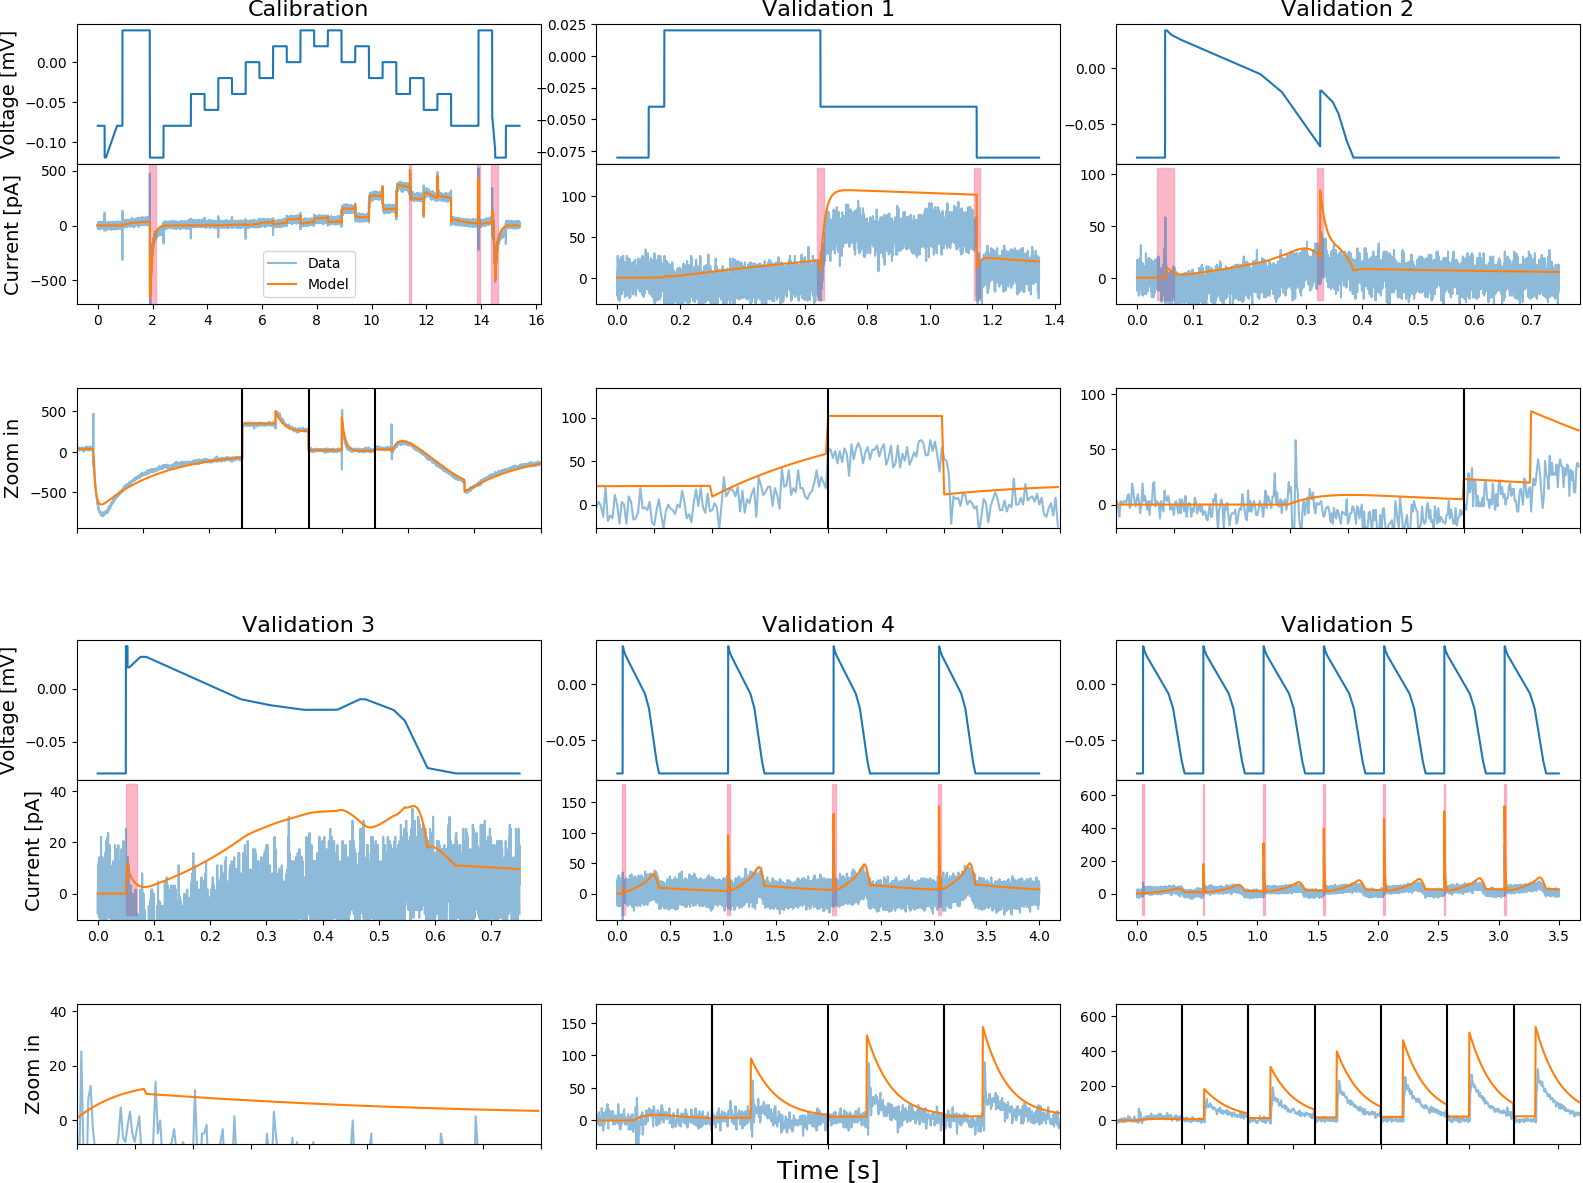 Calibration
Validation 1
Validation 2
Voltage [mV]
0.00
−0.05
−0.10
0.025
0.000
−0.025
−0.050
−0.075
0.00
−0.05
Current [pA]
500
0
−500
Data
Model
100
50
0
100
50
0
0 2 4 6 8 10 12 14 16
0.0 0.2 0.4 0.6 0.8 1.0 1.2 1.4
0.0 0.1 0.2 0.3 0.4 0.5 0.6 0.7
Zoom in
500
0
−500
100
50
0
100
50
0
Validation 3
Validation 4
Validation 5
Voltage [mV]
0.00
−0.05
0.00
−0.05
0.00
−0.05
Current [pA]
40
20
0
150
100
50
0
600
400
200
0
0.0 0.1 0.2 0.3 0.4 0.5 0.6 0.7
0.0 0.5 1.0 1.5 2.0 2.5 3.0 3.5 4.0
0.0 0.5 1.0 1.5 2.0 2.5 3.0 3.5
Zoom in
40
20
0
150
100
50
0
600
400
200
0
Time [s]